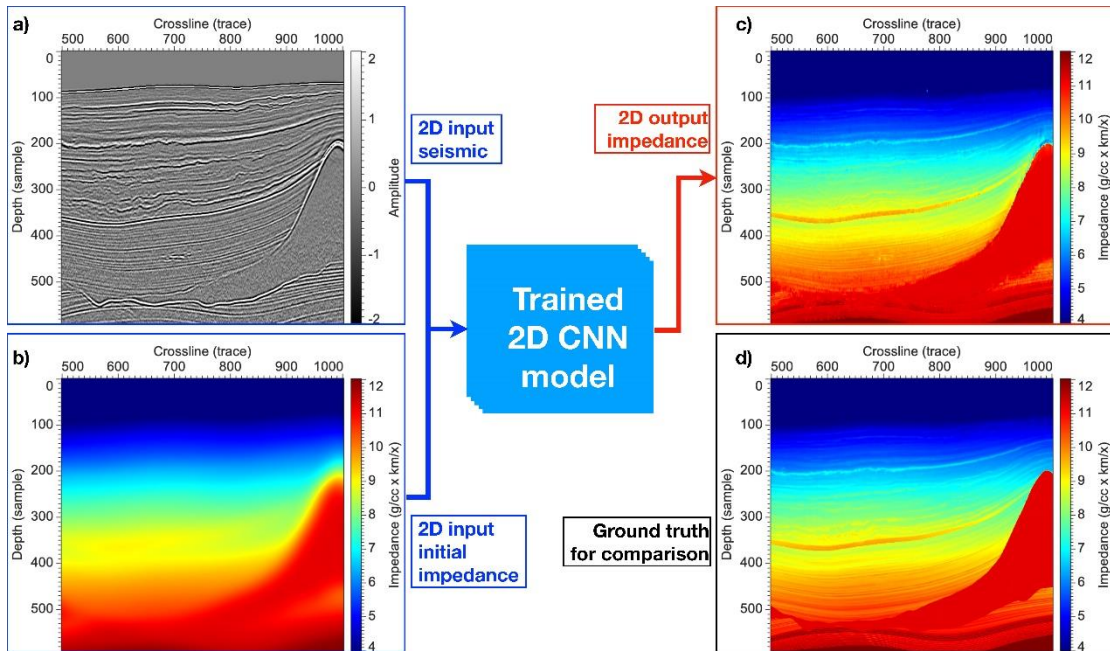 a)
Crossline (trace)
500 600 700 800 900 1000
0
100
200
300
400
500
Depth (sample)
2
1
0
-1
-2
Amplitude
2D input
seismic
b)
Crossline (trace)
500 600 700 800 900 1000
0
100
200
300
400
500
Depth (sample)
12
11
10
9
8
7
6
5
4
Impedance (g/cc x km/x)
2D input
initial
impedance
Trained
2D CNN
model
2D output
impedance
c)
Crossline (trace)
500 600 700 800 900 1000
0
100
200
300
400
500
Depth (sample)
12
11
10
9
8
7
6
5
4
Impedance (g/cc x km/x)
Ground truth
for comparison
d)
Crossline (trace)
500 600 700 800 900 1000
0
100
200
300
400
500
Depth (sample)
12
11
10
9
8
7
6
5
4
Impedance (g/cc x km/x)